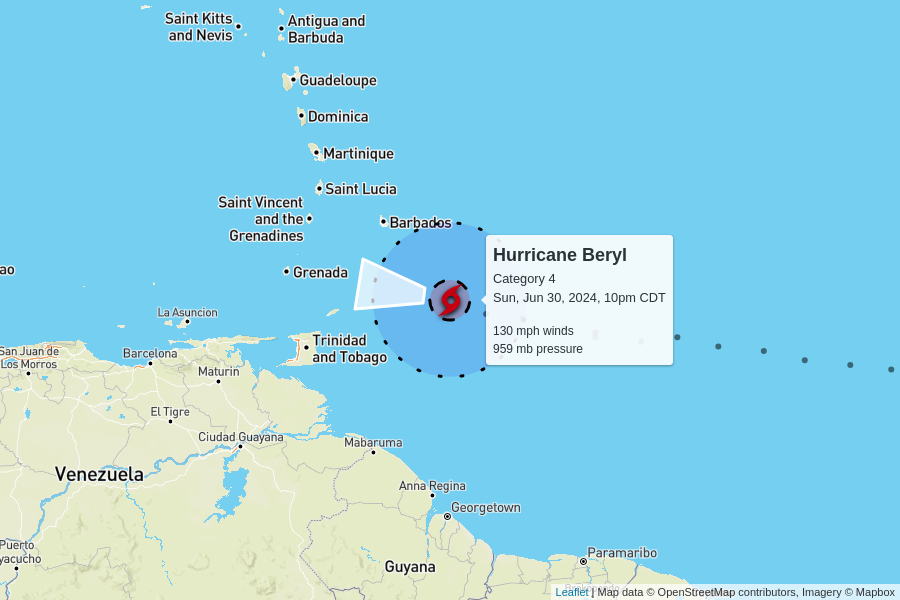 Saint Kitts
and Nevis
Antigua and
Barbuda
Guadeloupe
Dominica
Martinique
Saint Lucia
Saint Vincent
and the
Grenadines
Barbados
Grenada
ao
La Asuncion
Trinidad
and Tobago
San Juan de
Los Morros
Barcelona
Maturin
El Tigre
Ciudad Guayana
Mabaruma
Venezuela
Anna Regina
Georgetown
Puerto
yacucho
Guyana
Paramaribo
Hurricane Beryl
Category 4
Sun, Jun 30, 2024, 10pm CDT
130 mph winds
959 mb pressure
Leaflet | Map data © OpenStreetMap contributors, Imagery © Mapbox